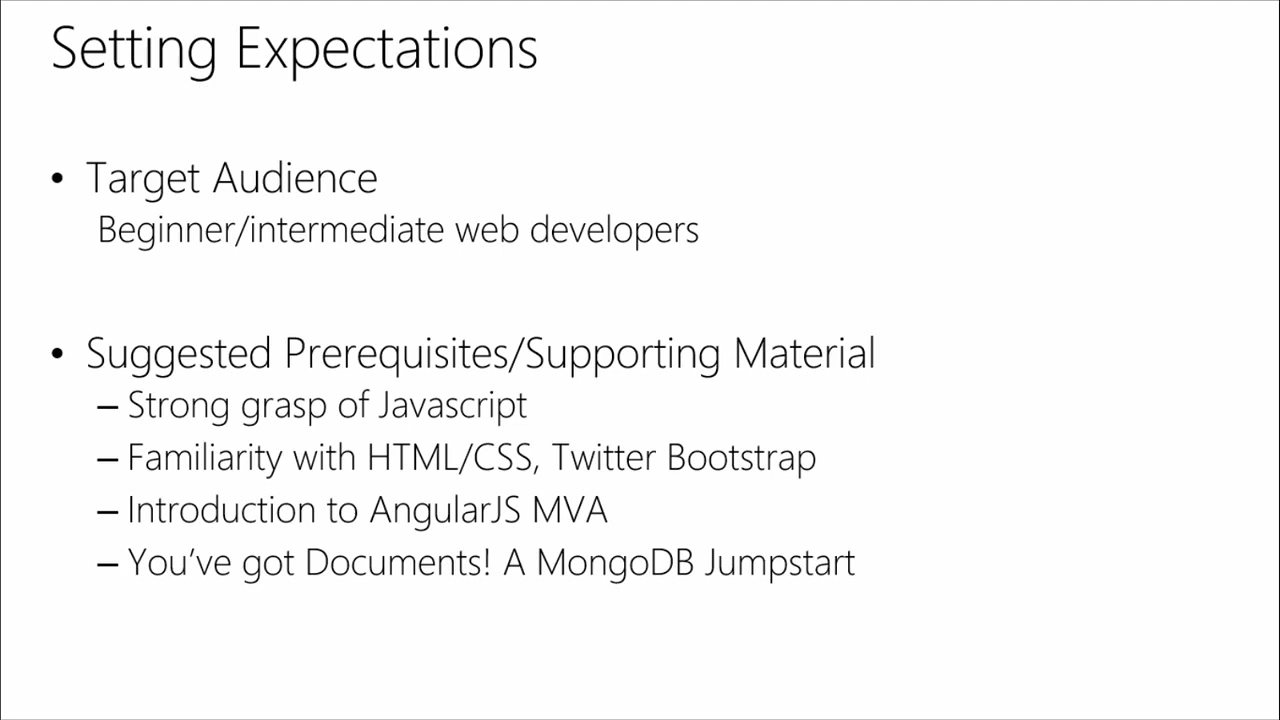 Setting Expectations
• Target Audience
Beginner/intermediate web developers
• Suggested Prerequisites/Supporting Material
– Strong grasp of Javascript
– Familiarity with HTML/CSS, Twitter Bootstrap
– Introduction to AngularJS MVA
– You’ve got Documents! A MongoDB Jumpstart